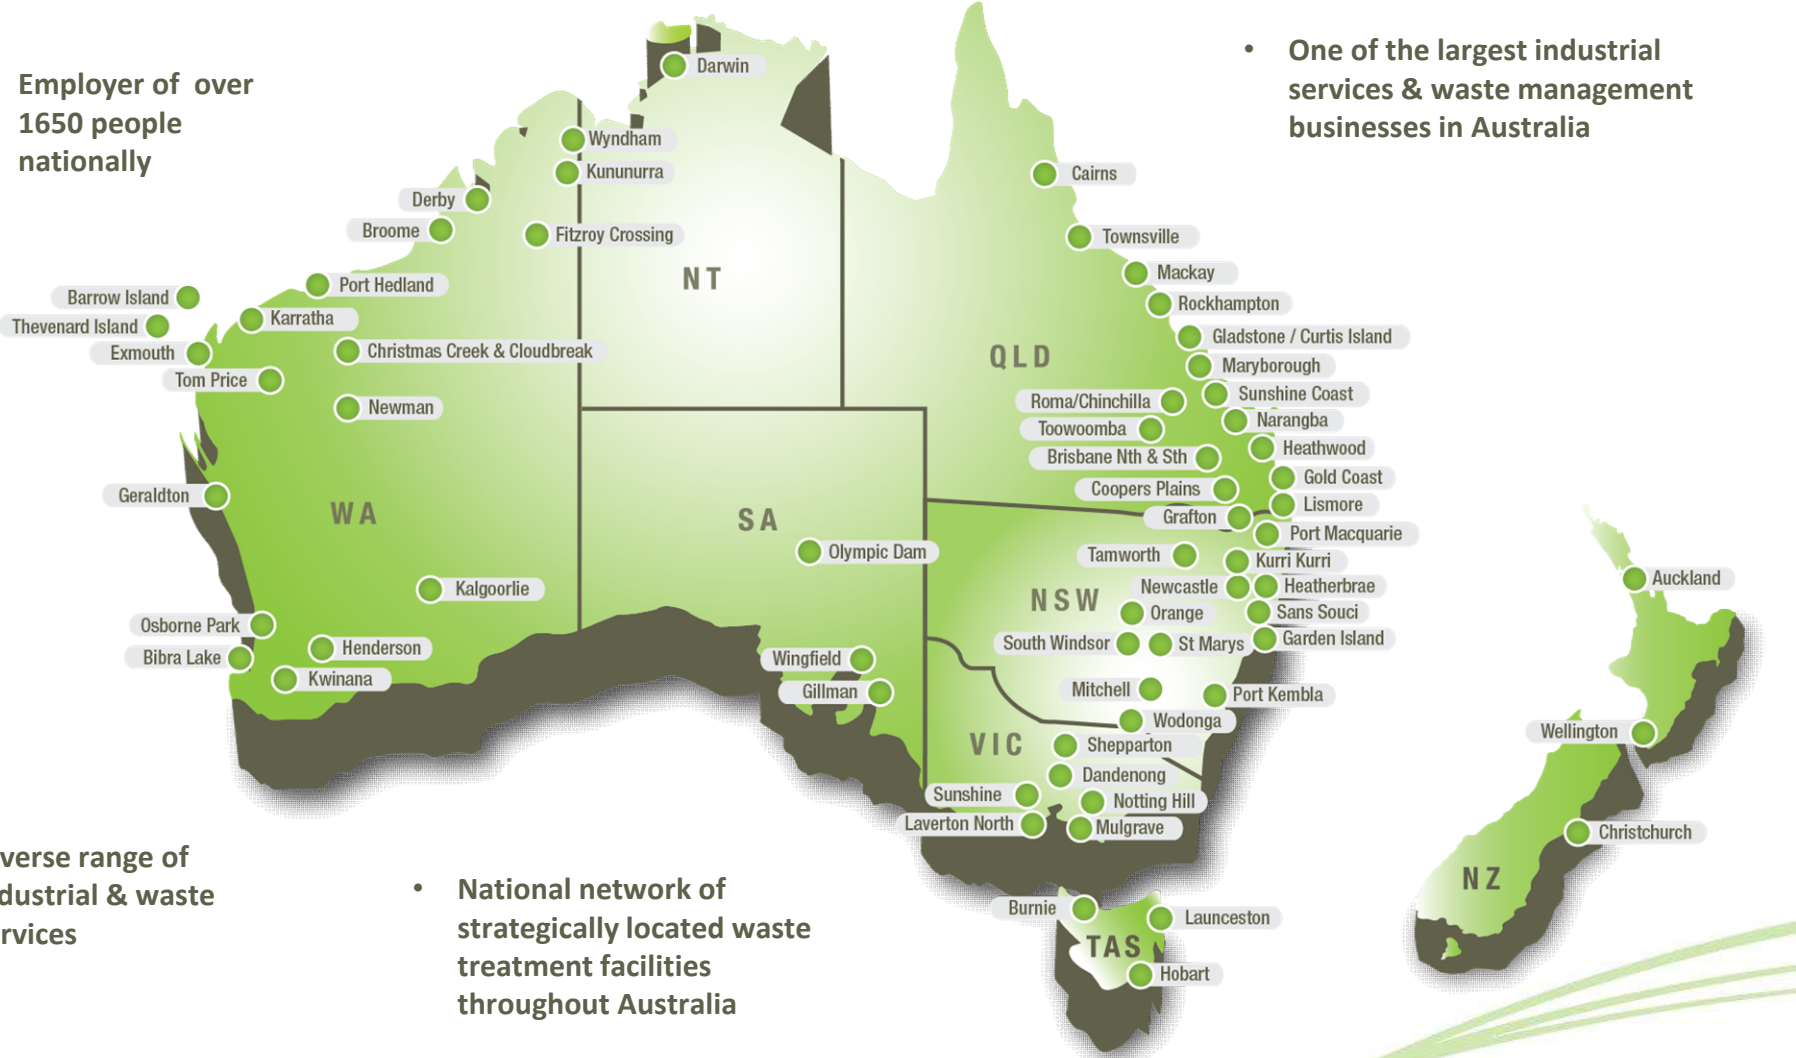 Employer of over
1650 people
nationally
• One of the largest industrial
services & waste management
businesses in Australia
Darwin
Wyndham
Kununurra
Derby
Broome
Fitzroy Crossing
Cairns
Townsville
NT
Mackay
Port Hedland
Barrow Island
Rockhampton
Karratha
Thevenard Island
Gladstone / Curtis Island
Exmouth
Christmas Creek & Cloudbreak
QLD
Maryborough
Tom Price
Sunshine Coast
Roma/Chinchilla
Newman
Narangba
Toowoomba
Heathwood
Brisbane Nth & Sth
Gold Coast
Coopers Plains
Geraldton
Lismore
WA
SA
Grafton
Port Macquarie
Olympic Dam
Tamworth
Kurri Kurri
Auckland
Kalgoorlie
Newcastle
Heatherbrae
NSW
Orange
Sans Souci
Osborne Park
Garden Island
South Windsor
St Marys
Henderson
Bibra Lake
Wingfield
Kwinana
Gillman
Mitchell
Port Kembla
Wodonga
Wellington
VIC
Shepparton
Dandenong
Sunshine
Notting Hill
Laverton North
Mulgrave
Christchurch
verse range of
dustrial & waste
rvices
NZ
• National network of
strategically located waste
treatment facilities
throughout Australia
Burnie
Launceston
TAS
Hobart